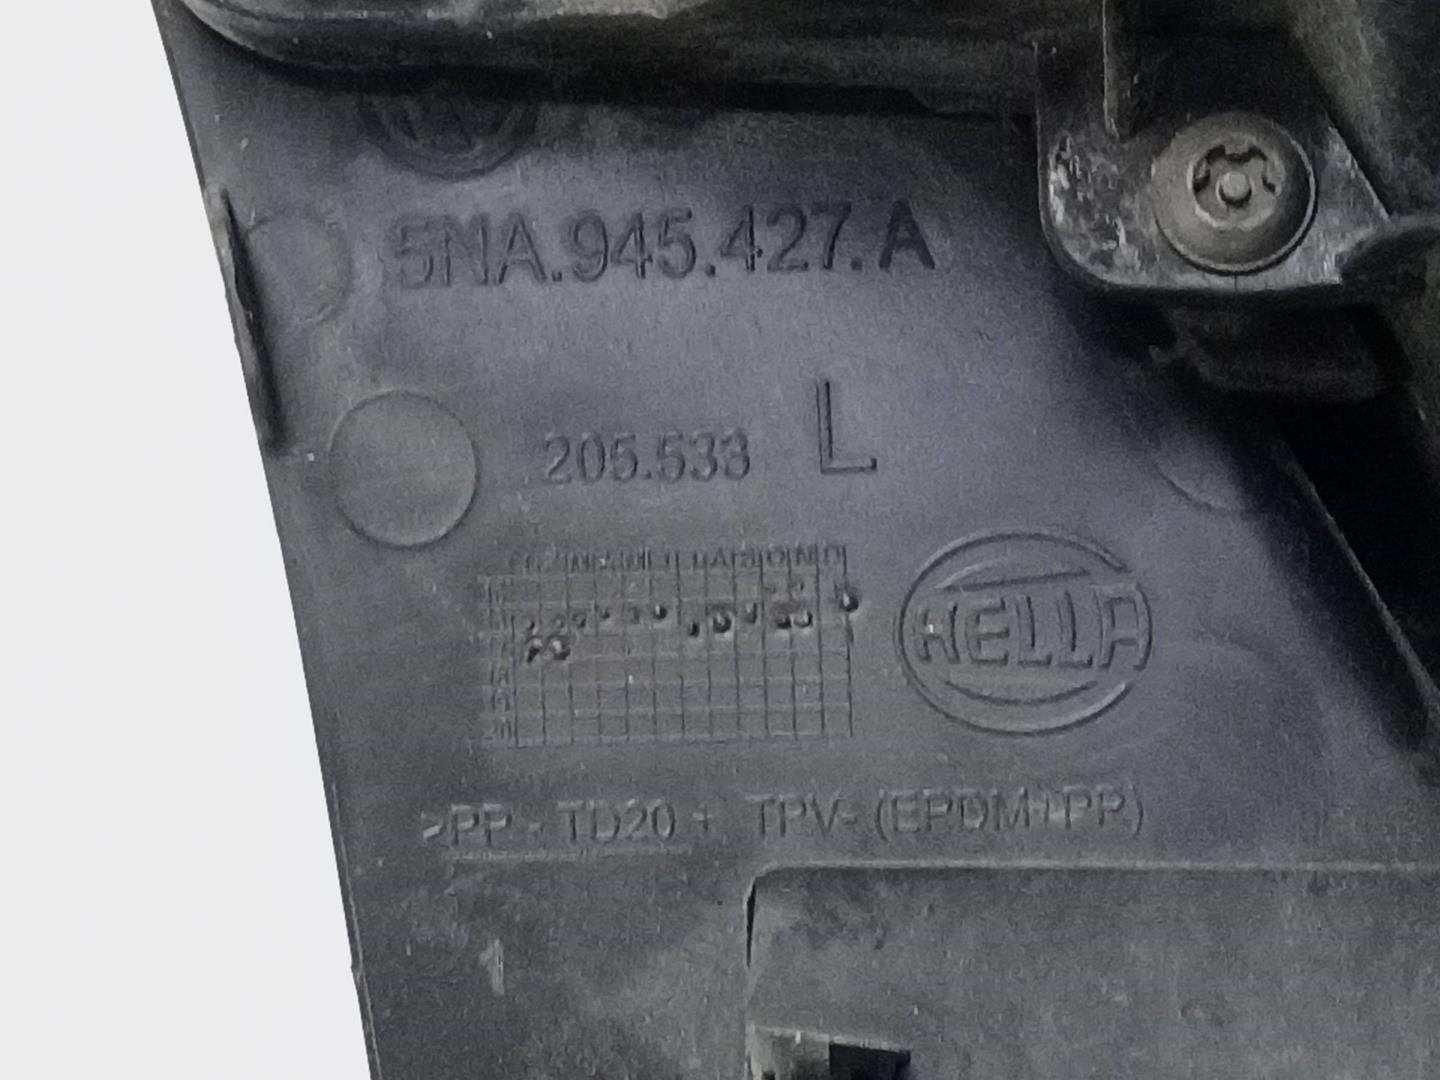 5NA.945.427.A
205.533 L
HELLA
>PP - TD20 + TPV- (EPDM+PP)